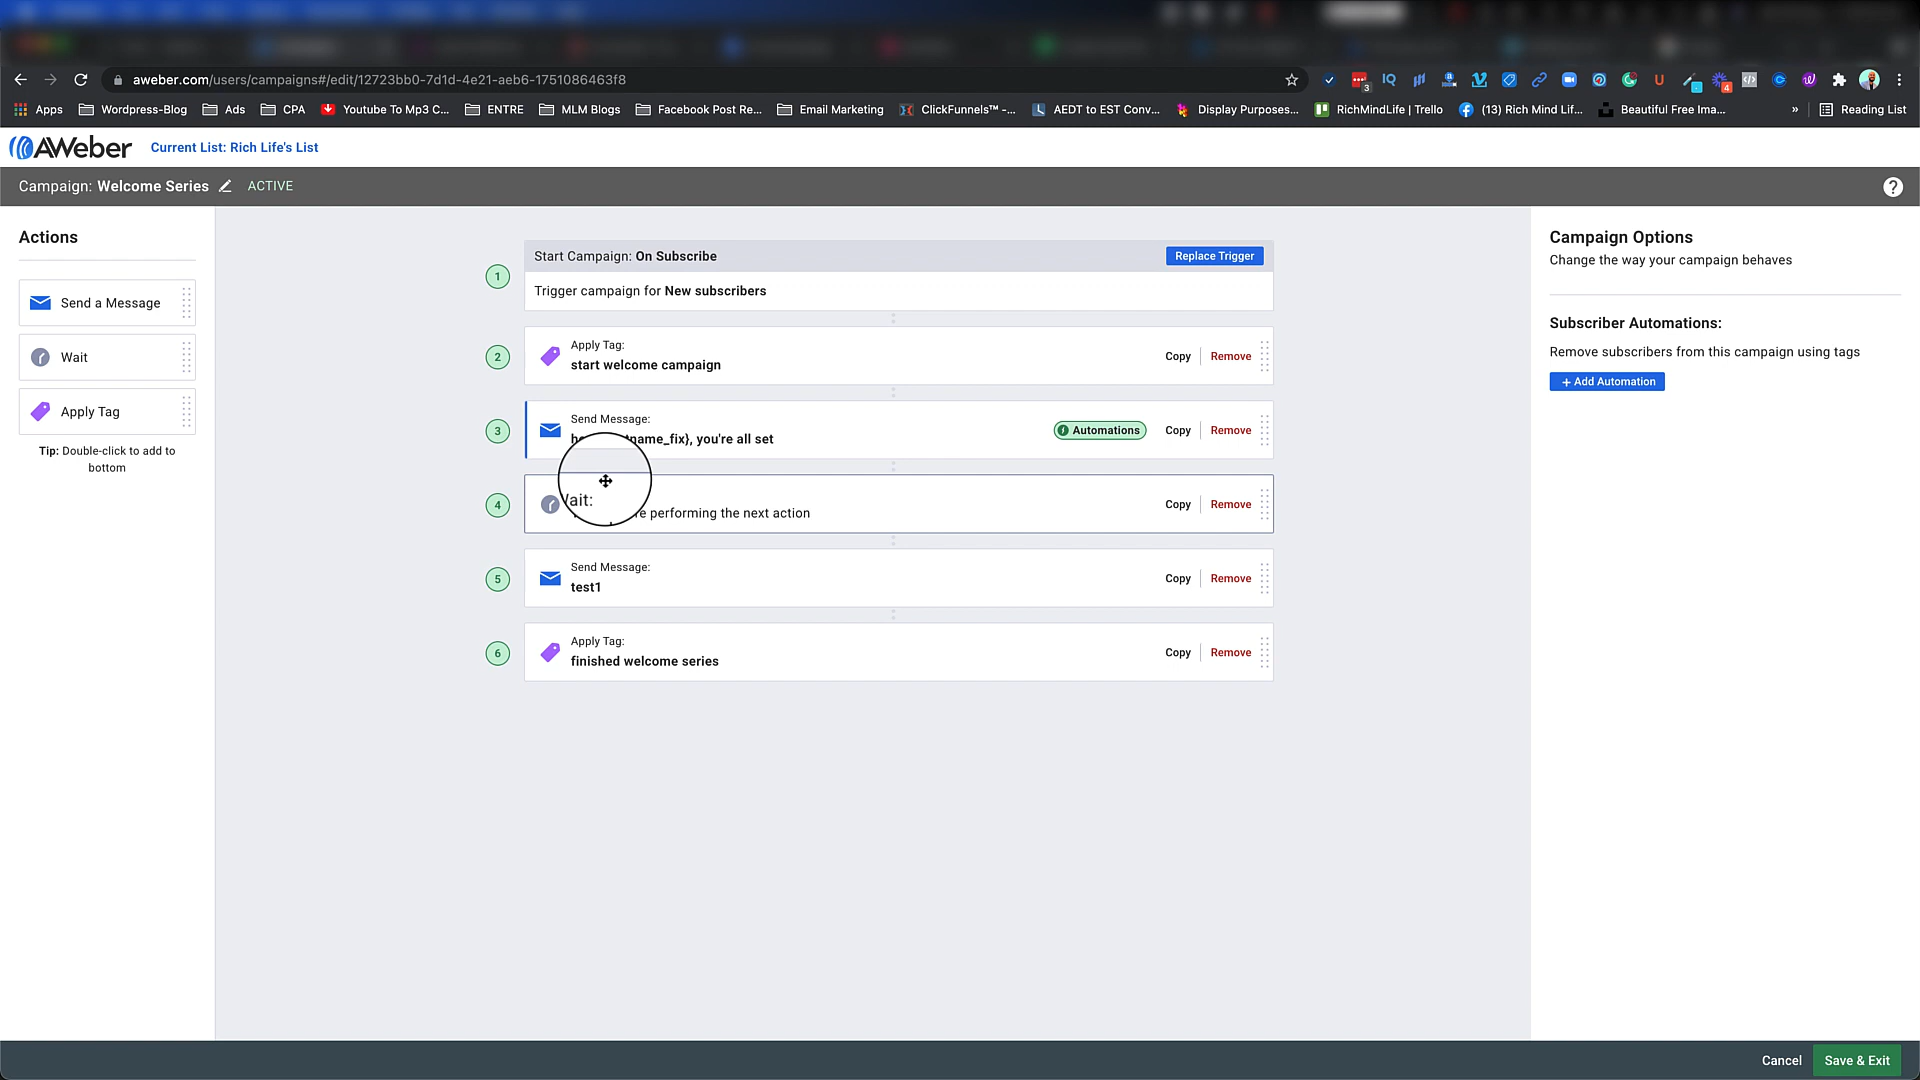 aweber.com/users/campaigns#/edit/12723bb0-7d1d-4e21-aeb6-1751086463f8
3
IQ
U
4
Apps
Wordpress-Blog
Ads
CPA
Youtube To Mp3 C...
ENTRE
MLM Blogs
Facebook Post Re...
Email Marketing
ClickFunnels™ -...
AEDT to EST Conv...
Display Purposes...
RichMindLife | Trello
(13) Rich Mind Lif...
Beautiful Free Ima...
»
Reading List
AWeber
Current List: Rich Life's List
Campaign: Welcome Series
ACTIVE
?
Actions
Send a Message
Wait
Apply Tag
Tip: Double-click to add to
bottom
1
Start Campaign: On Subscribe
Replace Trigger
Trigger campaign for New subscribers
2
Apply Tag:
start welcome campaign
Copy
Remove
3
Send Message:
name_fix}, you're all set
Automations
Copy
Remove
4
Wait:
performing the next action
Copy
Remove
5
Send Message:
test1
Copy
Remove
6
Apply Tag:
finished welcome series
Copy
Remove
Campaign Options
Change the way your campaign behaves
Subscriber Automations:
Remove subscribers from this campaign using tags
+ Add Automation
Cancel
Save & Exit